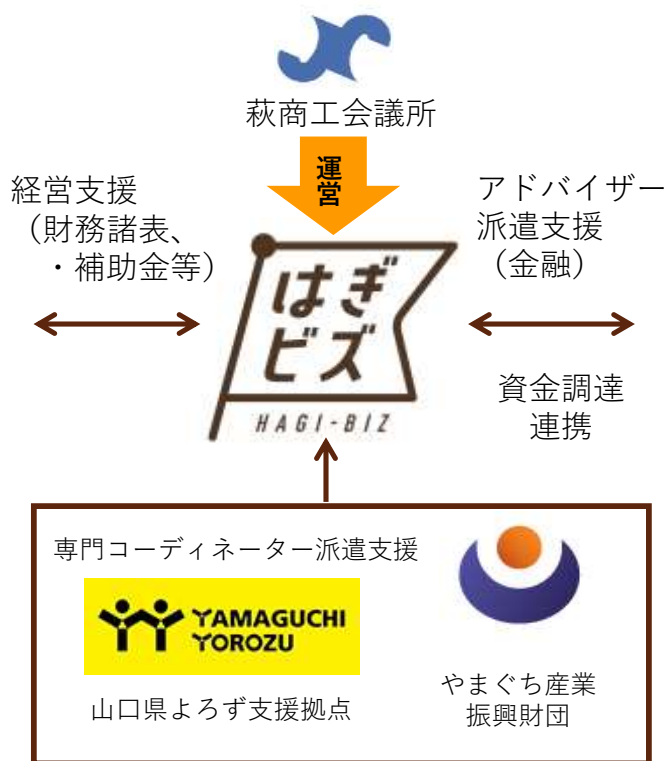 萩商工会議所
運営
経営支援
(財務諸表、
・補助金等)
アドバイザー
派遣支援
(金融)
はぎ
ビズ
HAGI-BIZ
資金調達
連携
専門コーディネーター派遣支援
YAMAGUCHI
YOROZU
山口県よろず支援拠点
やまぐち産業
振興財団